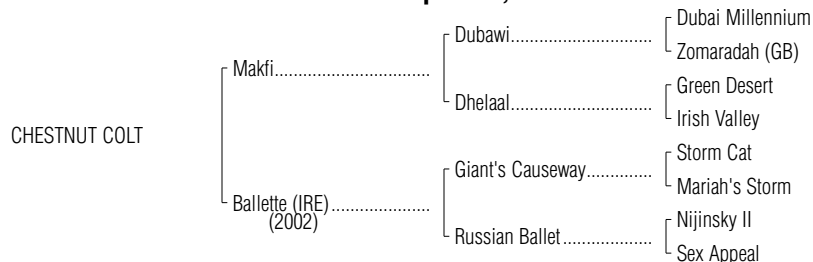 Dubai Millennium
Dubawi
Zomaradah (GB)
Makfi
Green Desert
Dhelaal
Irish Valley
CHESTNUT COLT
Storm Cat
Giant's Causeway
Mariah's Storm
Ballette (IRE)
(2002)
Nijinsky II
Russian Ballet
Sex Appeal